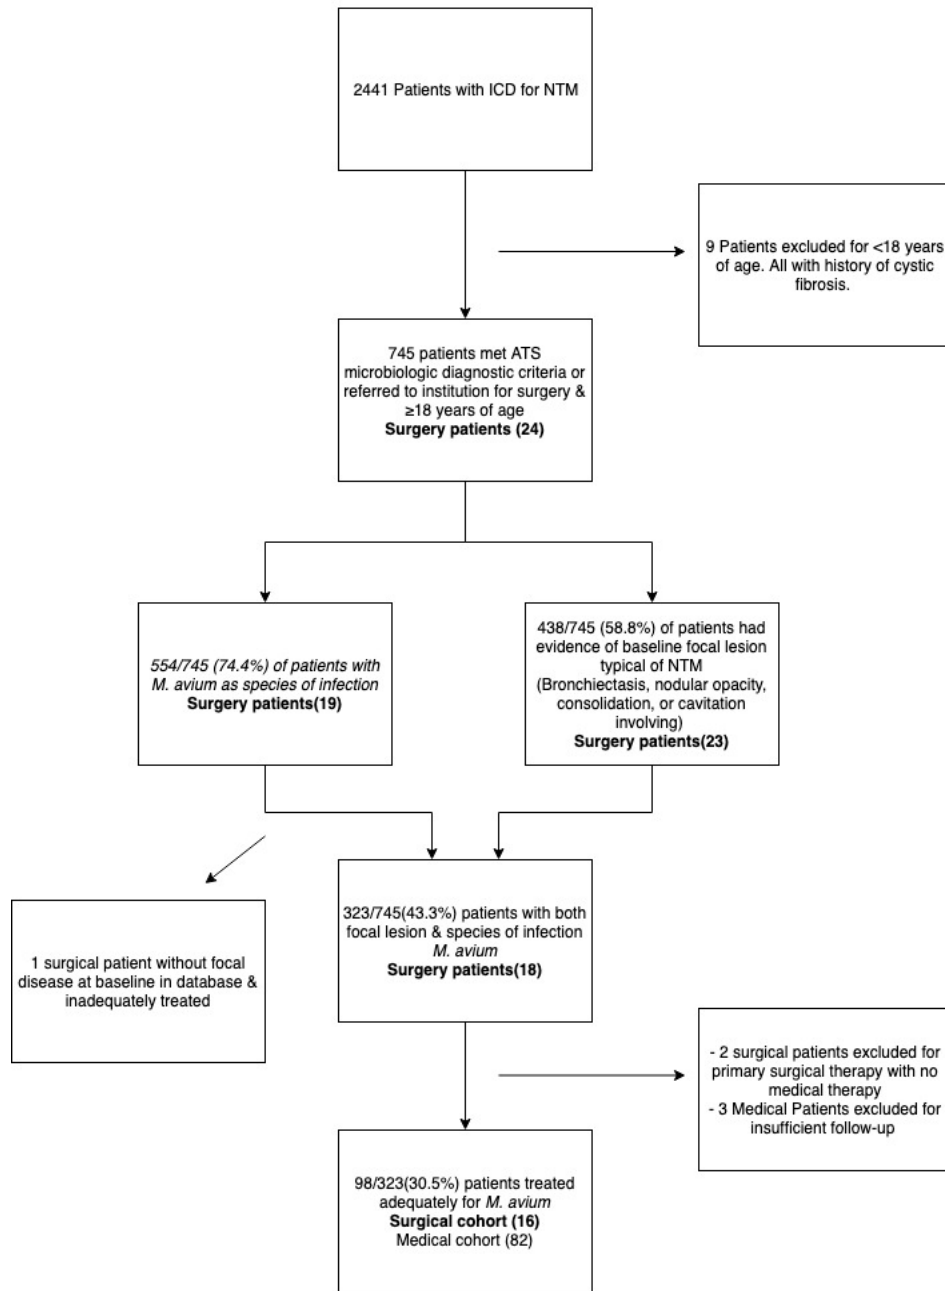 2441 Patients with ICD for NTM
9 Patients excluded for <18 years
of age. All with history of cystic
fibrosis.
745 patients met ATS
microbiologic diagnostic criteria or
referred to institution for surgery &
≥18 years of age
Surgery patients (24)
554/745 (74.4%) of patients with
M. avium as species of infection
Surgery patients(19)
438/745 (58.8%) of patients had
evidence of baseline focal lesion
typical of NTM
(Bronchiectasis, nodular opacity,
consolidation, or cavitation
involving)
Surgery patients(23)
1 surgical patient without focal
disease at baseline in database &
inadequately treated
323/745(43.3%) patients with both
focal lesion & species of infection
M. avium
Surgery patients(18)
- 2 surgical patients excluded for
primary surgical therapy with no
medical therapy
- 3 Medical Patients excluded for
insufficient follow-up
98/323(30.5%) patients treated
adequately for M. avium
Surgical cohort (16)
Medical cohort (82)